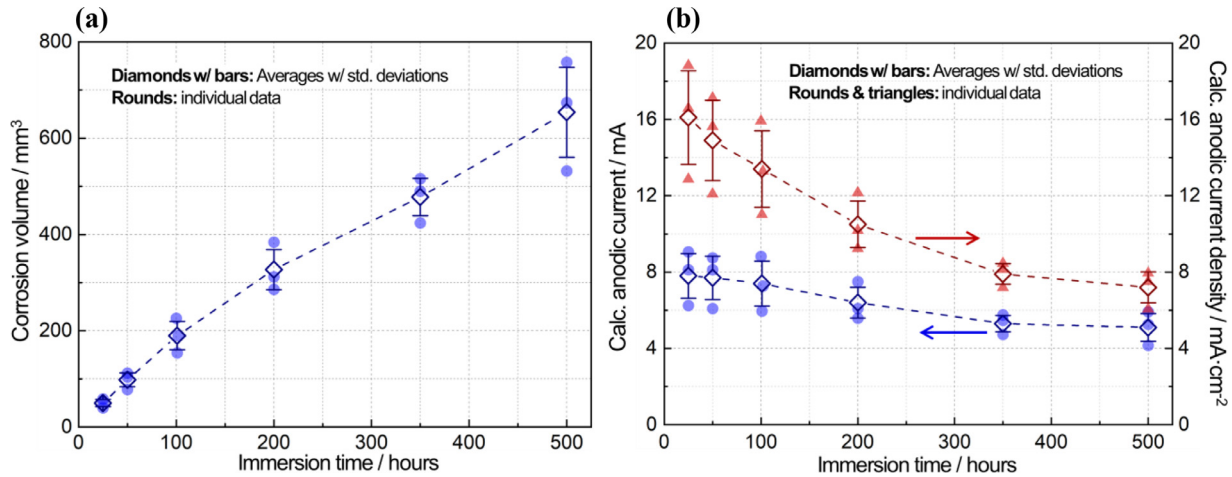 (a)
800
600
400
200
0
Corrosion volume / mm³
Diamonds w/ bars: Averages w/ std. deviations
Rounds: individual data
0 100 200 300 400 500
Immersion time / hours
(b)
20
16
12
8
4
0
Calc. anodic current / mA
Diamonds w/ bars: Averages w/ std. deviations
Rounds & triangles: individual data
20
16
12
8
4
0
Calc. anodic current density / mA·cm⁻²
0 100 200 300 400 500
Immersion time / hours